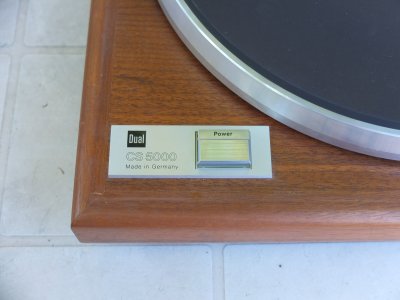 Dual
CS 5000
Made in Germany
Power